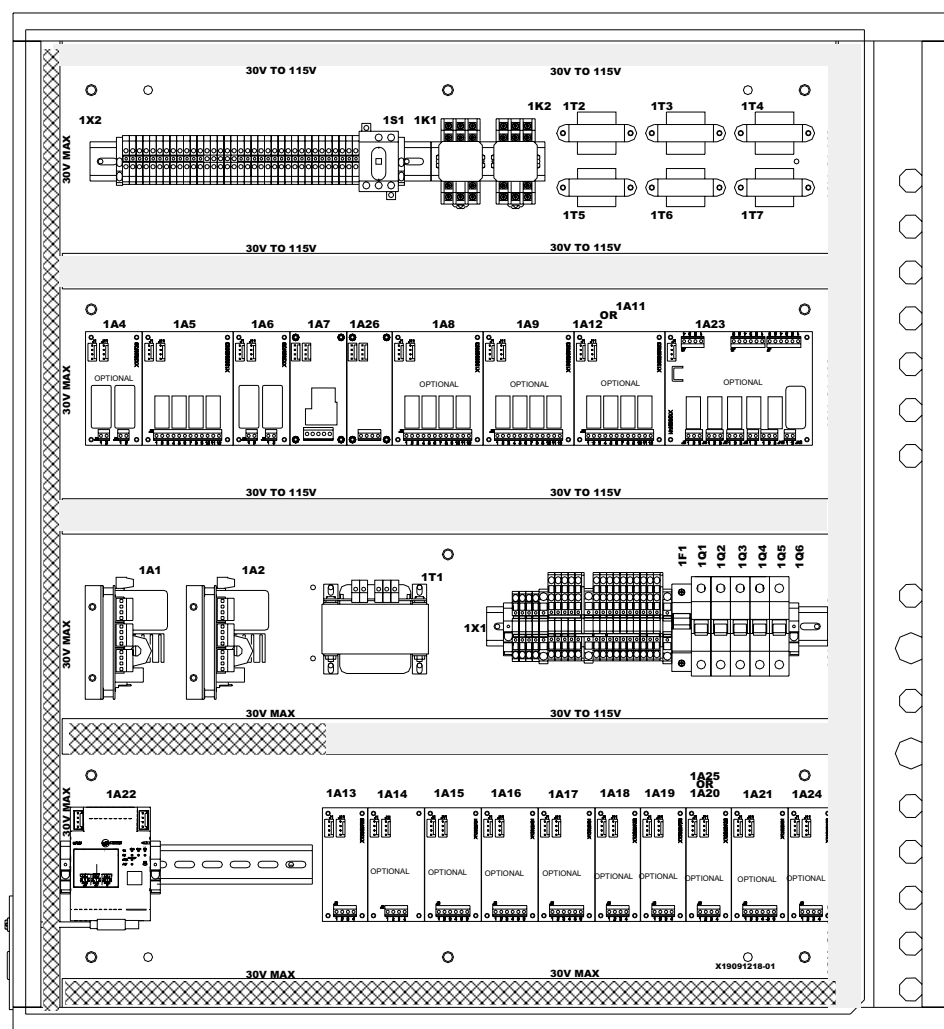 30V TO 115V 30V TO 115V
1X2 1S1 1K1 1K2 1T2 1T3 1T4
30V MAX
1T5 1T6 1T7
30V TO 115V 30V TO 115V
1A11
OR
1A4 1A5 1A6 1A7 1A26 1A8 1A9 1A12 1A23
OPTIONAL OPTIONAL OPTIONAL OPTIONAL OPTIONAL
30V MAX
30V TO 115V 30V TO 115V
1F1 1Q1 1Q2 1Q3 1Q4 1Q5 1Q6
1A1 1A2 1T1
1X1
30V MAX
30V MAX 30V TO 115V
1A25
OR
1A22 1A13 1A14 1A15 1A16 1A17 1A18 1A19 1A20 1A21 1A24
30V MAX
OPTIONAL OPTIONAL OPTIONAL OPTIONAL OPTIONAL OPTIONAL OPTIONAL OPTIONAL OPTIONAL
X19091218-01
30V MAX 30V MAX